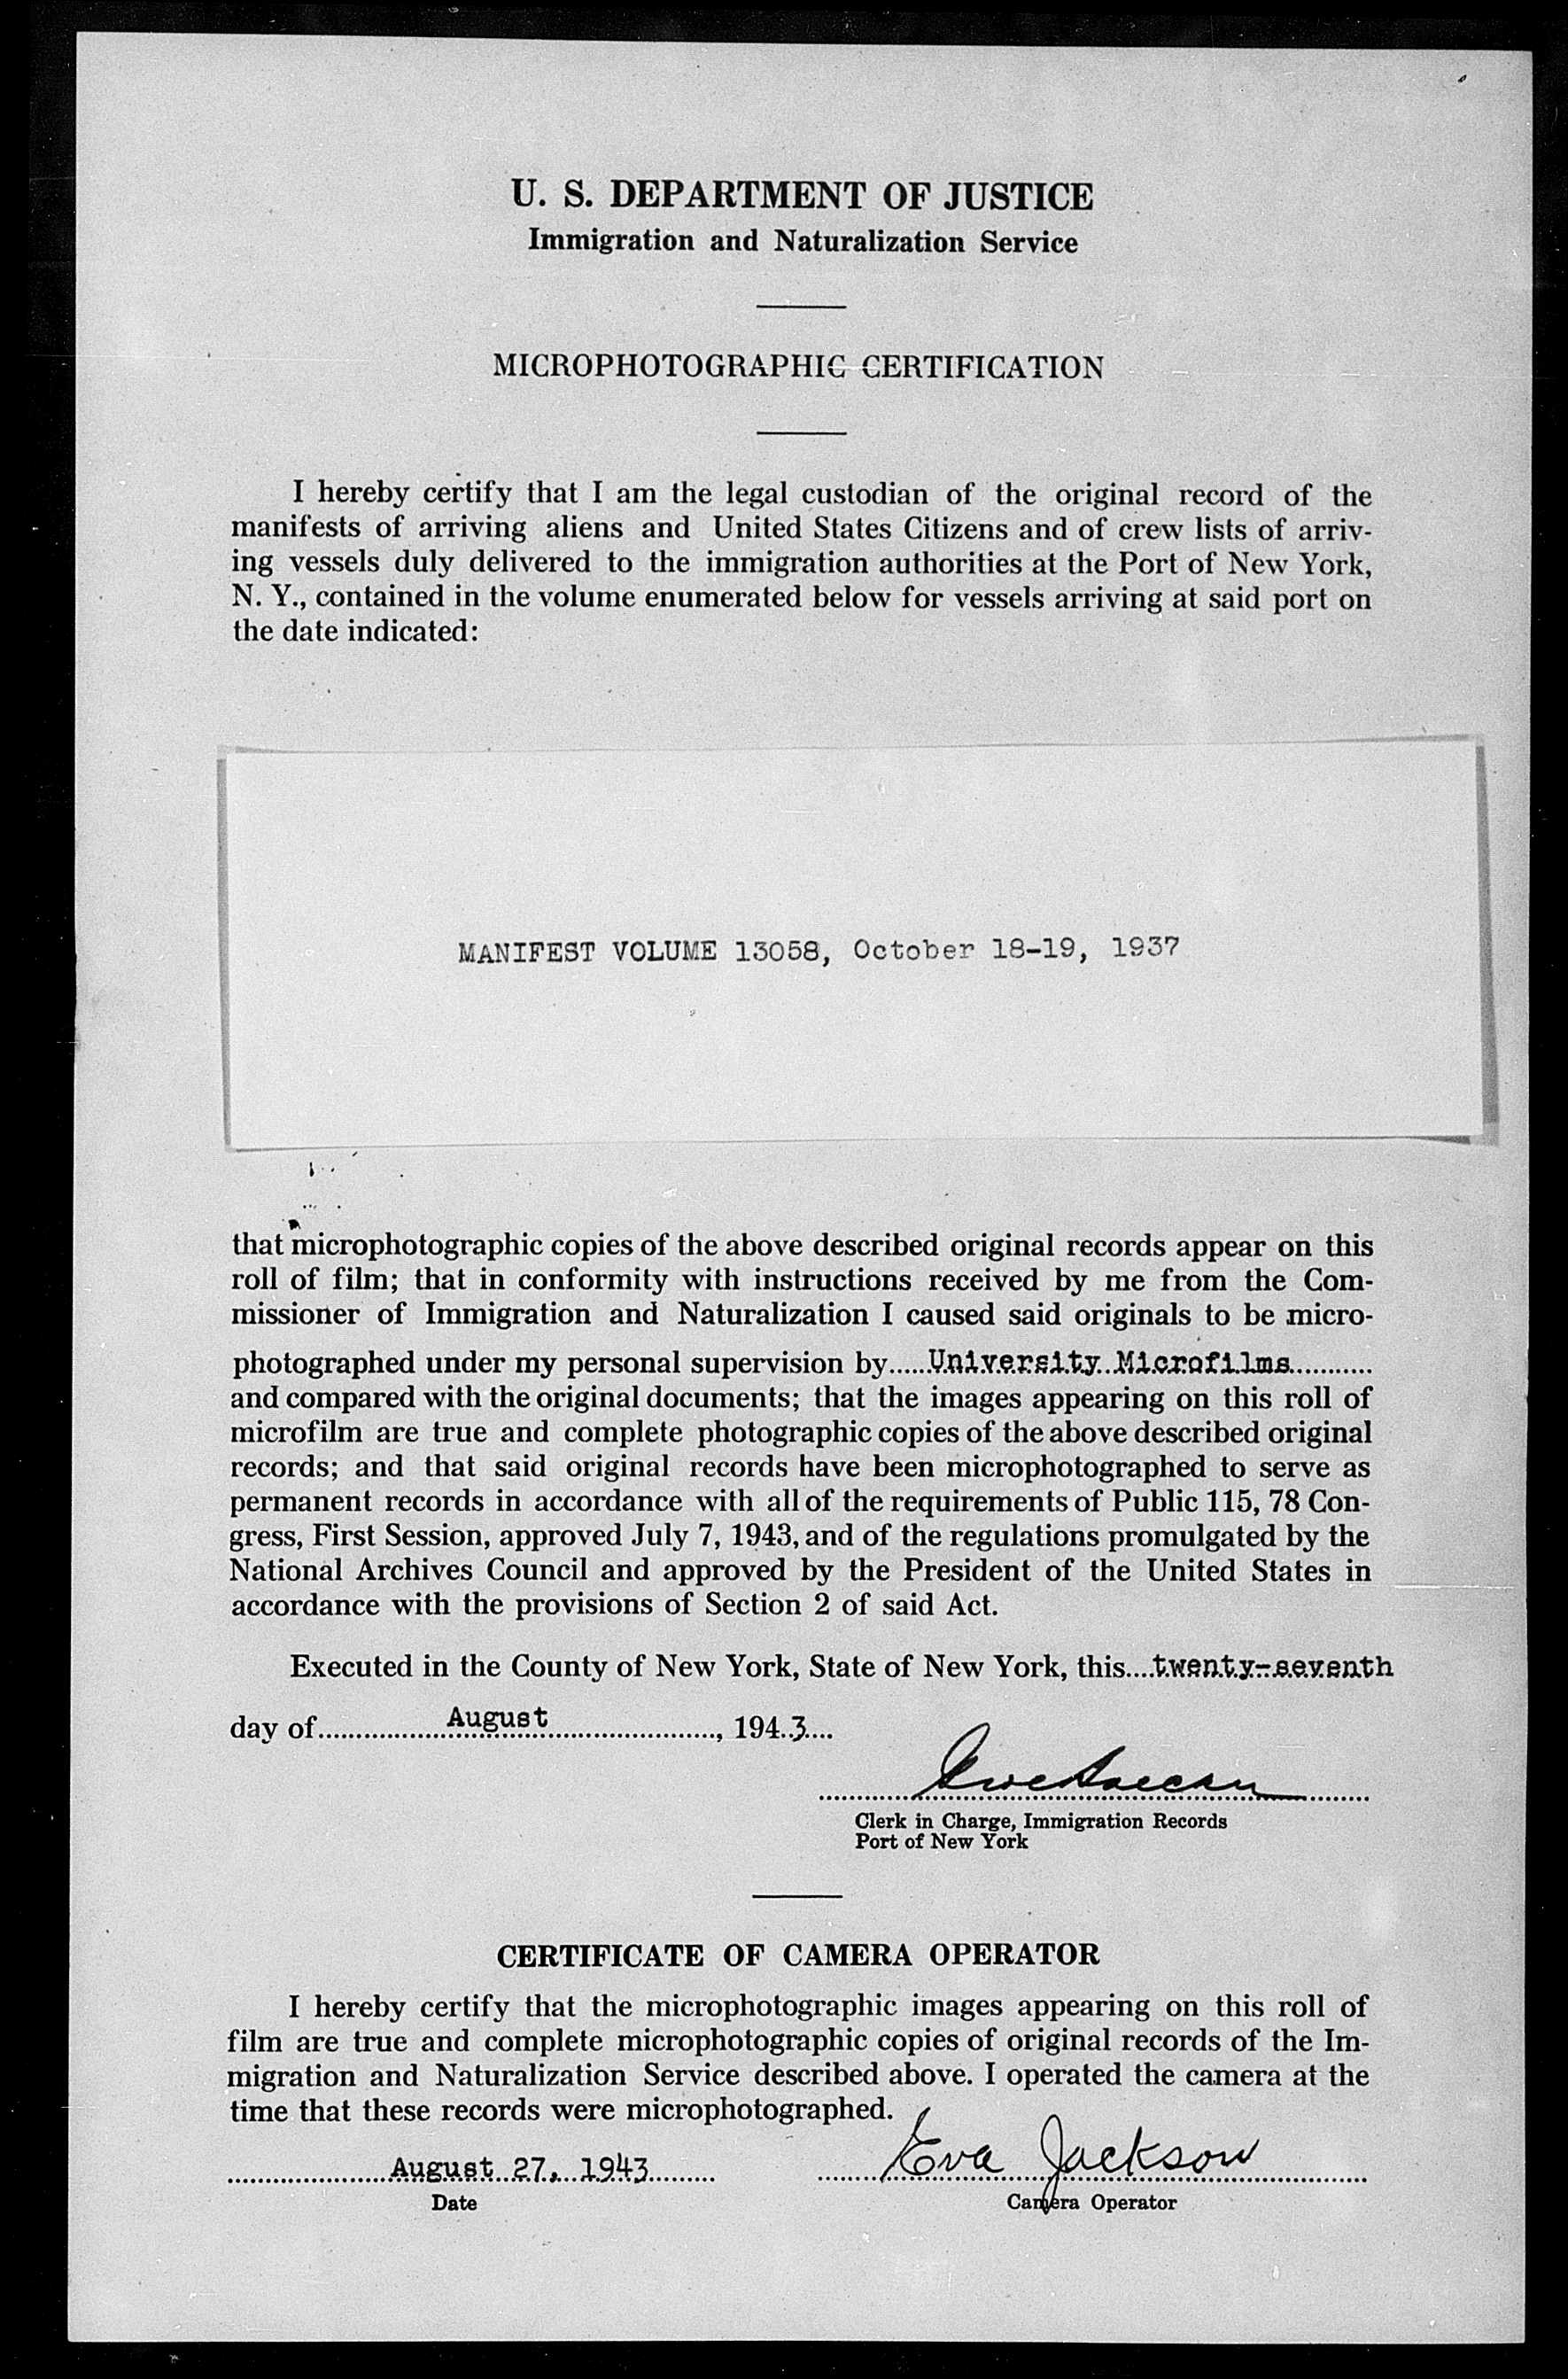 U. S. DEPARTMENT OF JUSTICE
Immigration and Naturalization Service
MICROPHOTOGRAPHIC CERTIFICATION
I hereby certify that I am the legal custodian of the original record of the
manifests of arriving aliens and United States Citizens and of crew lists of arriv-
ing vessels duly delivered to the immigration authorities at the Port of New York,
N. Y., contained in the volume enumerated below for vessels arriving at said port on
the date indicated:
MANIFEST VOLUME 13058, October 18-19, 1937
that microphotographic copies of the above described original records appear on this
roll of film; that in conformity with instructions received by me from the Com-
missioner of Immigration and Naturalization I caused said originals to be micro-
photographed under my personal supervision by.....University Microfilms...........
and compared with the original documents; that the images appearing on this roll of
microfilm are true and complete photographic copies of the above described original
records; and that said original records have been microphotographed to serve as
permanent records in accordance with all of the requirements of Public 115, 78 Con-
gress, First Session, approved July 7, 1943, and of the regulations promulgated by the
National Archives Council and approved by the President of the United States in
accordance with the provisions of Section 2 of said Act.
Executed in the County of New York, State of New York, this....twenty-seventh
day of.................August......................, 194..3....
Clerk in Charge, Immigration Records
Port of New York
CERTIFICATE OF CAMERA OPERATOR
I hereby certify that the microphotographic images appearing on this roll of
film are true and complete microphotographic copies of original records of the Im-
migration and Naturalization Service described above. I operated the camera at the
time that these records were microphotographed.
August 27, 1943 Eva Jackson
Date Camera Operator